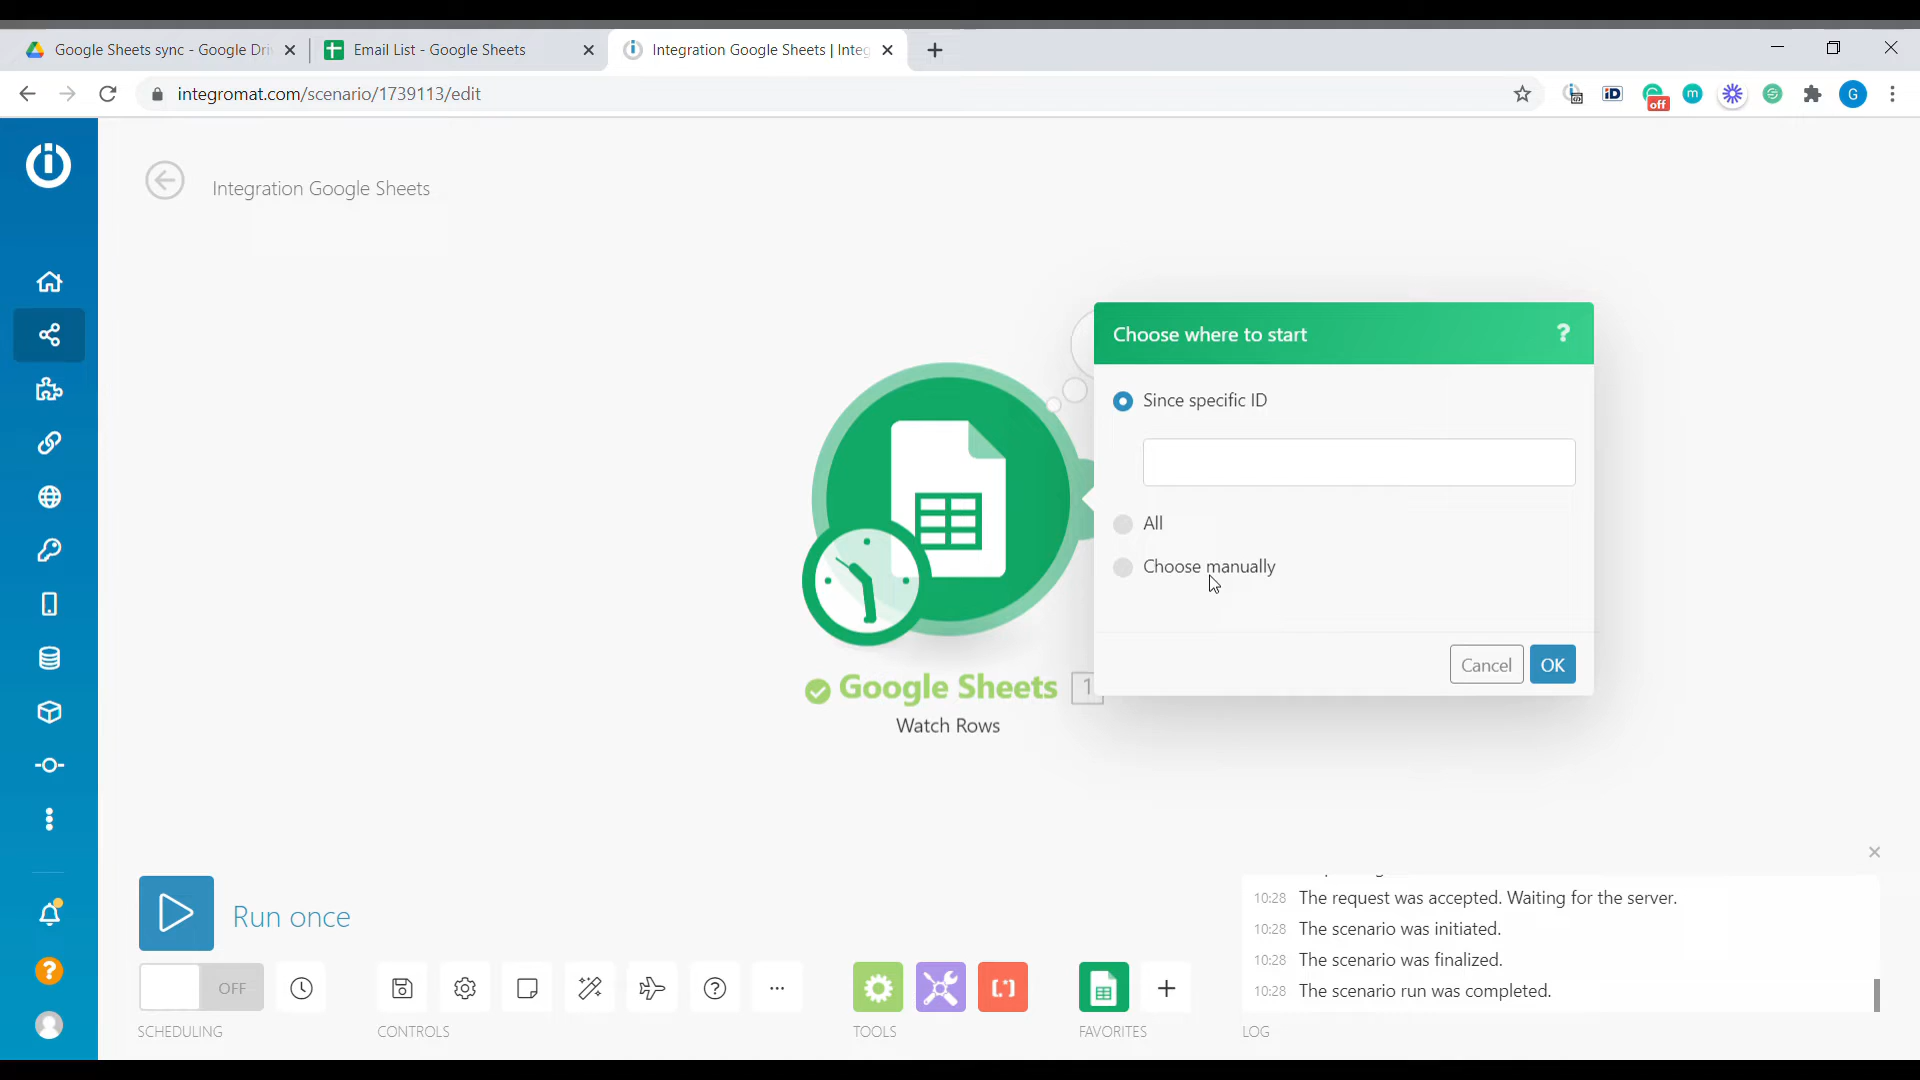 Google Sheets sync - Google Dri
Email List - Google Sheets
Integration Google Sheets | Integ
integromat.com/scenario/1739113/edit
iD
off
m
G
Integration Google Sheets
Choose where to start
?
Since specific ID
All
Choose manually
Cancel
OK
Google Sheets
1
Watch Rows
Run once
OFF
SCHEDULING
CONTROLS
TOOLS
FAVORITES
LOG
10:28 The request was accepted. Waiting for the server.
10:28 The scenario was initiated.
10:28 The scenario was finalized.
10:28 The scenario run was completed.